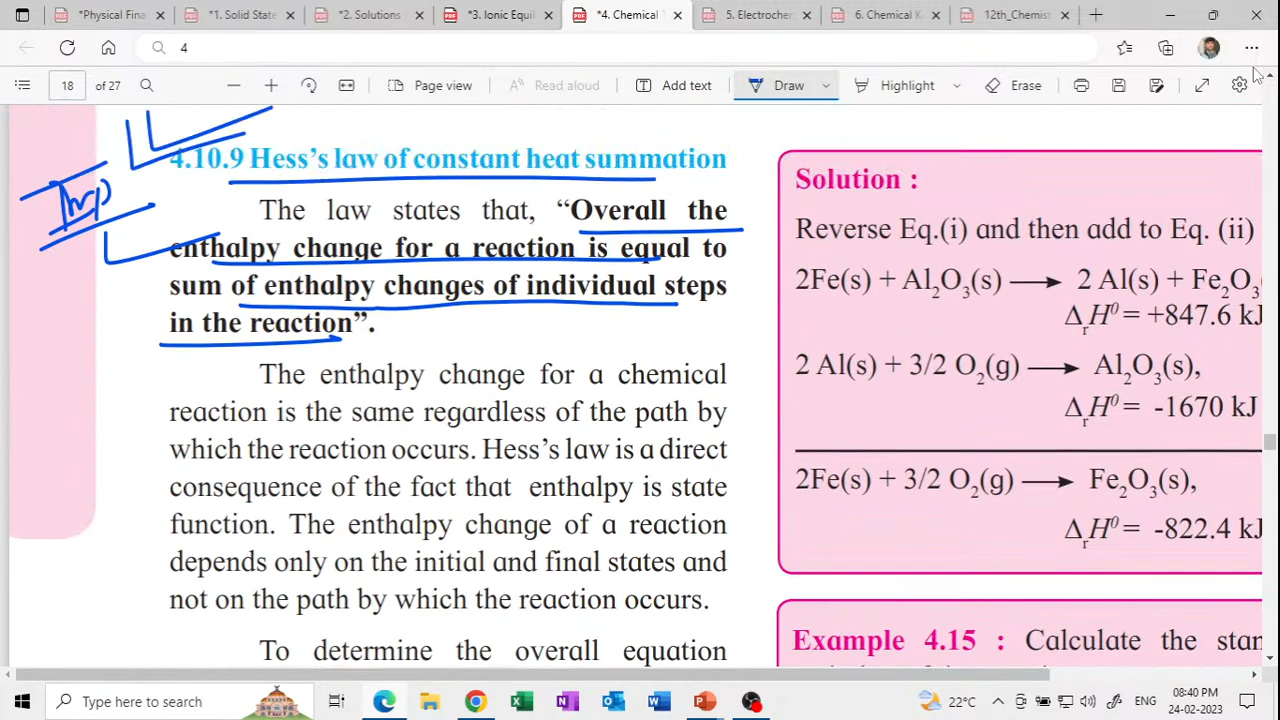 *Physical Fina
*1. Solid State
*2. Solutions
*3. Ionic Equil
*4. Chemical T
5. Electrochem
6. Chemical K
12th_Chemist
4
18 of 27
Page view
Read aloud
Add text
Draw
Highlight
Erase
Imp
4.10.9 Hess’s law of constant heat summation
The law states that, “Overall the
enthalpy change for a reaction is equal to
sum of enthalpy changes of individual steps
in the reaction”.
The enthalpy change for a chemical
reaction is the same regardless of the path by
which the reaction occurs. Hess’s law is a direct
consequence of the fact that enthalpy is state
function. The enthalpy change of a reaction
depends only on the initial and final states and
not on the path by which the reaction occurs.
To determine the overall equation
Solution :
Reverse Eq.(i) and then add to Eq. (ii)
2Fe(s) + Al₂O₃(s) ⟶ 2 Al(s) + Fe₂O₃(
ΔᵣH⁰ = +847.6 kJ
2 Al(s) + 3/2 O₂(g) ⟶ Al₂O₃(s),
ΔᵣH⁰ = -1670 kJ
2Fe(s) + 3/2 O₂(g) ⟶ Fe₂O₃(s),
ΔᵣH⁰ = -822.4 kJ
Example 4.15 : Calculate the stan
Type here to search
22°C
ENG
08:40 PM
24-02-2023